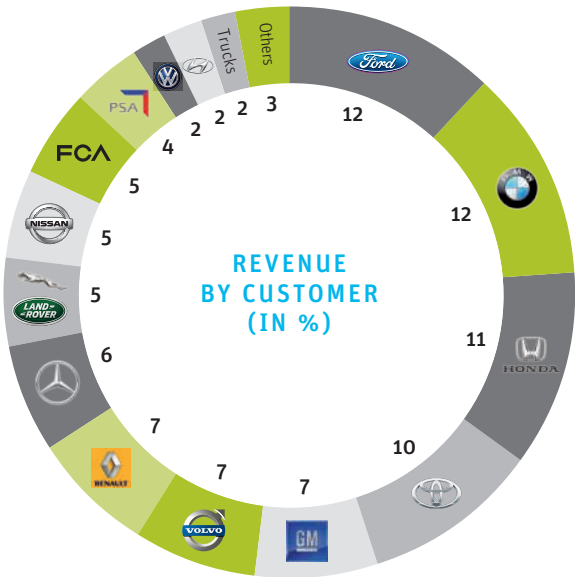 Ford
12
BMW
12
HONDA
11
10
GM
7
VOLVO
7
RENAULT
7
6
LAND-
ROVER
5
NISSAN
5
FCA
5
PSA
4
2
Trucks
2
2
Others
3
REVENUE
BY CUSTOMER
(IN %)